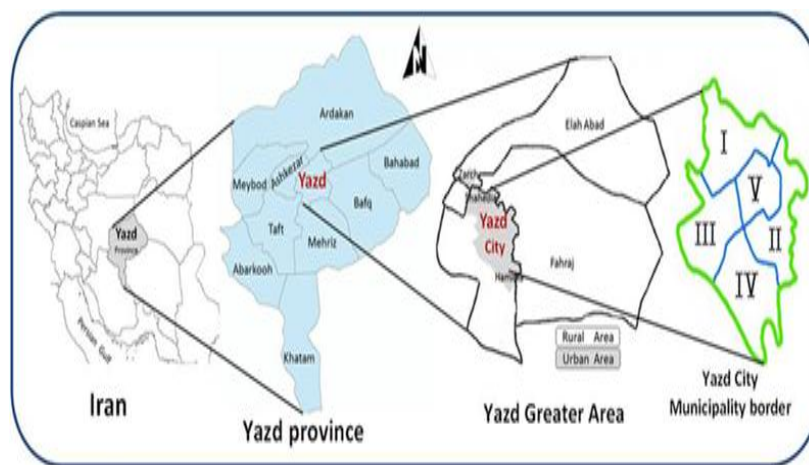 Caspian Sea
Yazd
Province
Persian Gulf
Iran
N
Ardakan
Bahabad
Ashkezar
Meybod
Yazd
Bafq
Taft
Mehriz
Abarkooh
Khatam
Yazd province
Elah Abad
Zarch
Yazd
City
Fahraj
Rural Area
Urban Area
Yazd Greater Area
I
V
III
II
IV
Yazd City
Municipality border